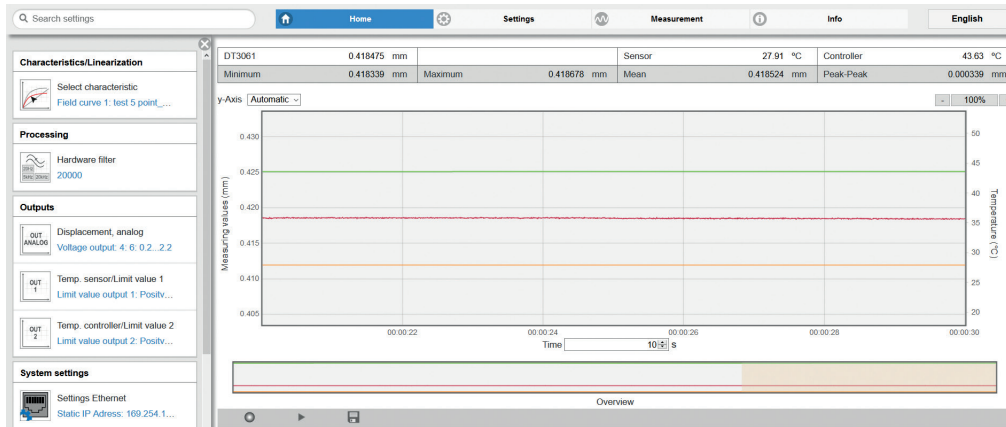 Search settings
Home
Settings
Measurement
Info
English
Characteristics/Linearization
Select characteristic
Field curve 1: test 5 point_...
Processing
Hardware filter
20000
Outputs
OUT ANALOG
Displacement, analog
Voltage output: 4: 6: 0.2...2.2
OUT 1
Temp. sensor/Limit value 1
Limit value output 1: Positv...
OUT 2
Temp. controller/Limit value 2
Limit value output 2: Positv...
System settings
Settings Ethernet
Static IP Adress: 169.254.1...
DT3061 0.418475 mm Sensor 27.91 ºC Controller 43.63 ºC
Minimum 0.418339 mm Maximum 0.418678 mm Mean 0.418524 mm Peak-Peak 0.000339 mm
y-Axis Automatic - 100%
Measuring values (mm)
0.430
0.425
0.420
0.415
0.410
0.405
50
45
40
35
30
25
20
Temperature (°C)
00:00:22 00:00:24 00:00:26 00:00:28 00:00:30
Time 10 s
Overview